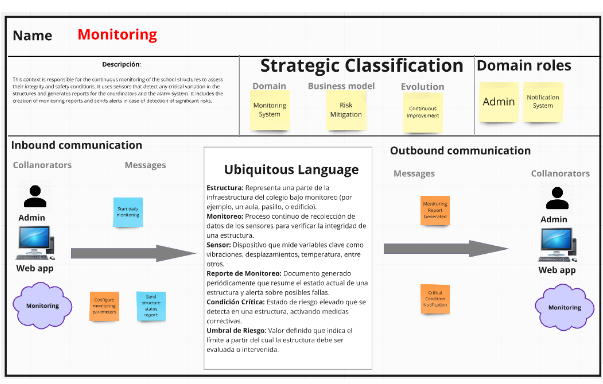 Name
Monitoring
Descripción:
This context is responsible for the continuous monitoring of the school structures to assess
their integrity and safety conditions. It uses sensors that detect any critical variation in the
structures and generates reports for the coordinators and the alarm system. It includes the
creation of monitoring reports and sends alerts in case of detection of significant risks.
Strategic Classification
Domain
Business model
Evolution
Monitoring
System
Risk
Mitigation
Continuous
Improvement
Domain roles
Admin
Notification
System
Inbound communication
Collanorators
Messages
Admin
Web app
Monitoring
Start daily
monitoring
Configure
monitoring
parameters
Send
structure
status
report
Ubiquitous Language
Estructura: Representa una parte de la
infraestructura del colegio bajo monitoreo (por
ejemplo, un aula, pasillo, o edificio).
Monitoreo: Proceso continuo de recolección de
datos de los sensores para verificar la integridad de
una estructura.
Sensor: Dispositivo que mide variables clave como
vibraciones, desplazamientos, temperatura, entre
otros.
Reporte de Monitoreo: Documento generado
periódicamente que resume el estado actual de una
estructura y alerta sobre posibles fallas.
Condición Crítica: Estado de riesgo elevado que se
detecta en una estructura, activando medidas
correctivas.
Umbral de Riesgo: Valor definido que indica el
límite a partir del cual la estructura debe ser
evaluada o intervenida.
Outbound communication
Messages
Collanorators
Monitoring
Report
Generated
Critical
Condition
Notification
Admin
Web app
Monitoring